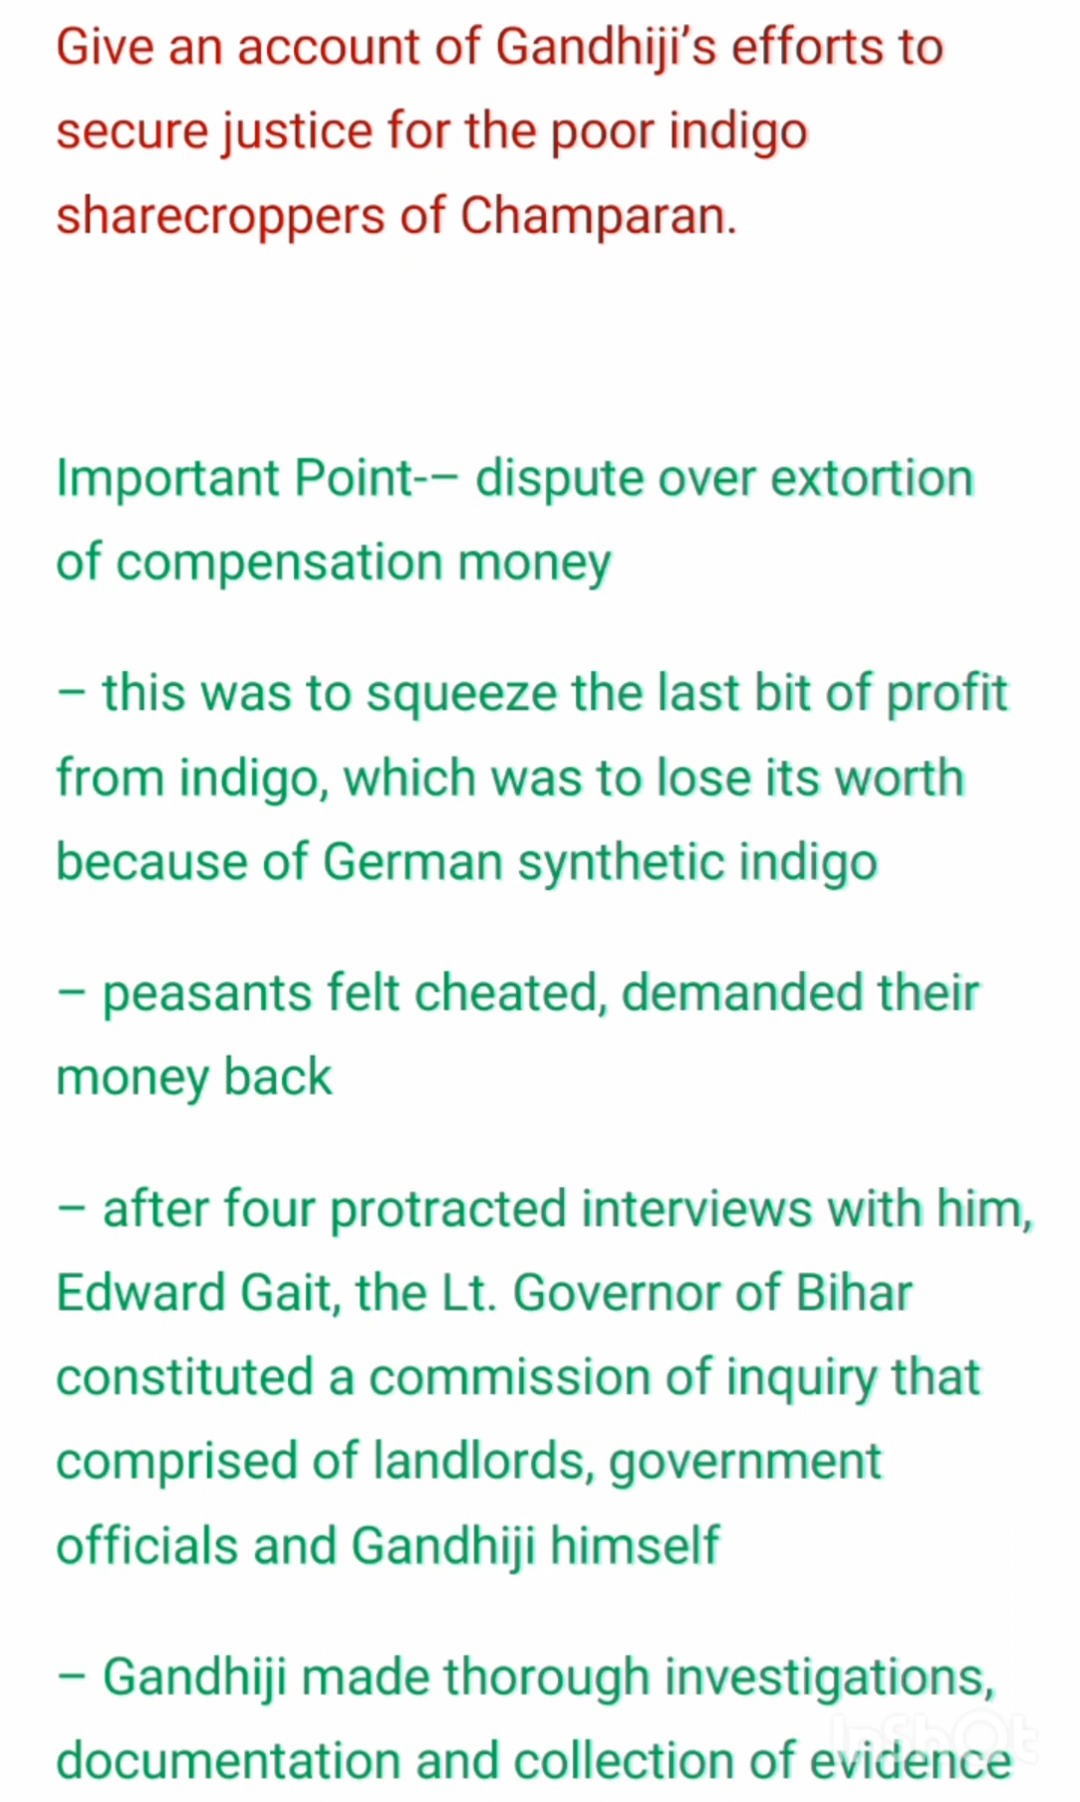 Give an account of Gandhiji’s efforts to
secure justice for the poor indigo
sharecroppers of Champaran.
Important Point-– dispute over extortion
of compensation money
– this was to squeeze the last bit of profit
from indigo, which was to lose its worth
because of German synthetic indigo
– peasants felt cheated, demanded their
money back
– after four protracted interviews with him,
Edward Gait, the Lt. Governor of Bihar
constituted a commission of inquiry that
comprised of landlords, government
officials and Gandhiji himself
– Gandhiji made thorough investigations,
documentation and collection of evidence
InShOt